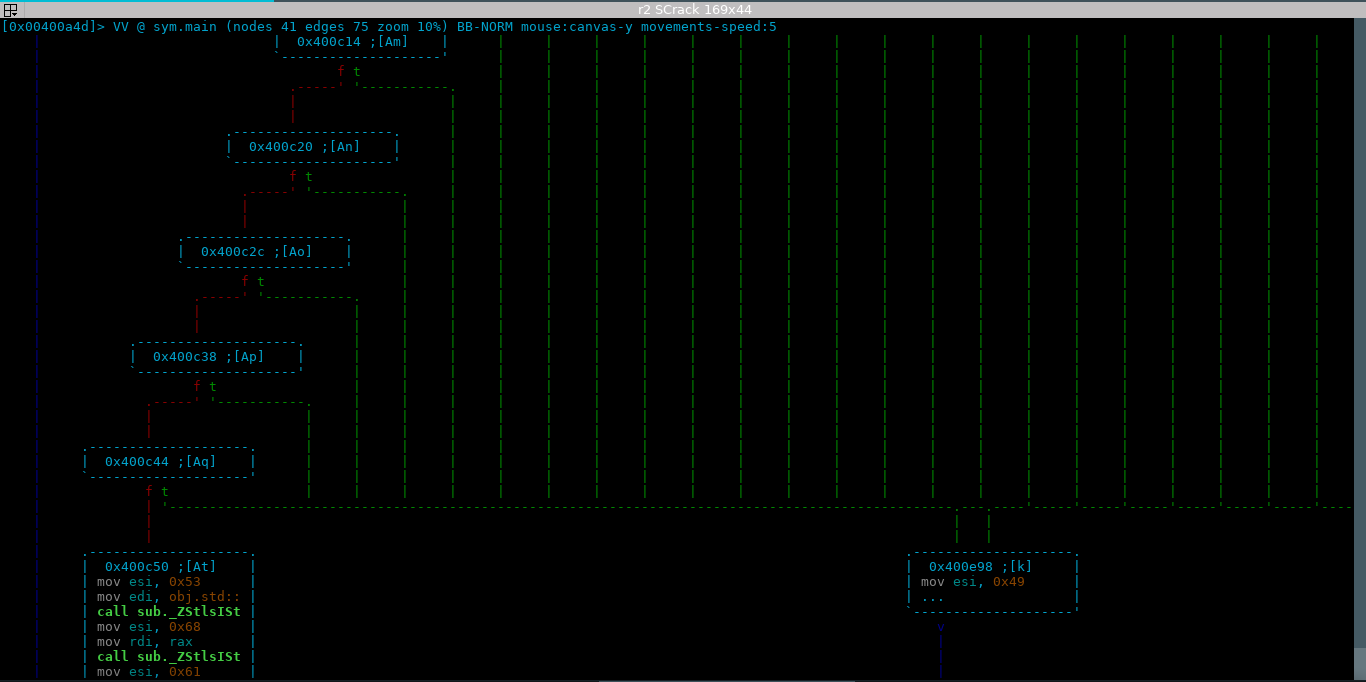 r2 SCrack 169x44
[0x00400a4d]> VV @ sym.main (nodes 41 edges 75 zoom 10%) BB-NORM mouse:canvas-y movements-speed:5
0x400c14 ;[Am]
f t
0x400c20 ;[An]
f t
0x400c2c ;[Ao]
f t
0x400c38 ;[Ap]
f t
0x400c44 ;[Aq]
f t
0x400c50 ;[At]
mov esi, 0x53
mov edi, obj.std::
call sub._ZStlsISt
mov esi, 0x68
mov rdi, rax
call sub._ZStlsISt
mov esi, 0x61
0x400e98 ;[k]
mov esi, 0x49
...
v